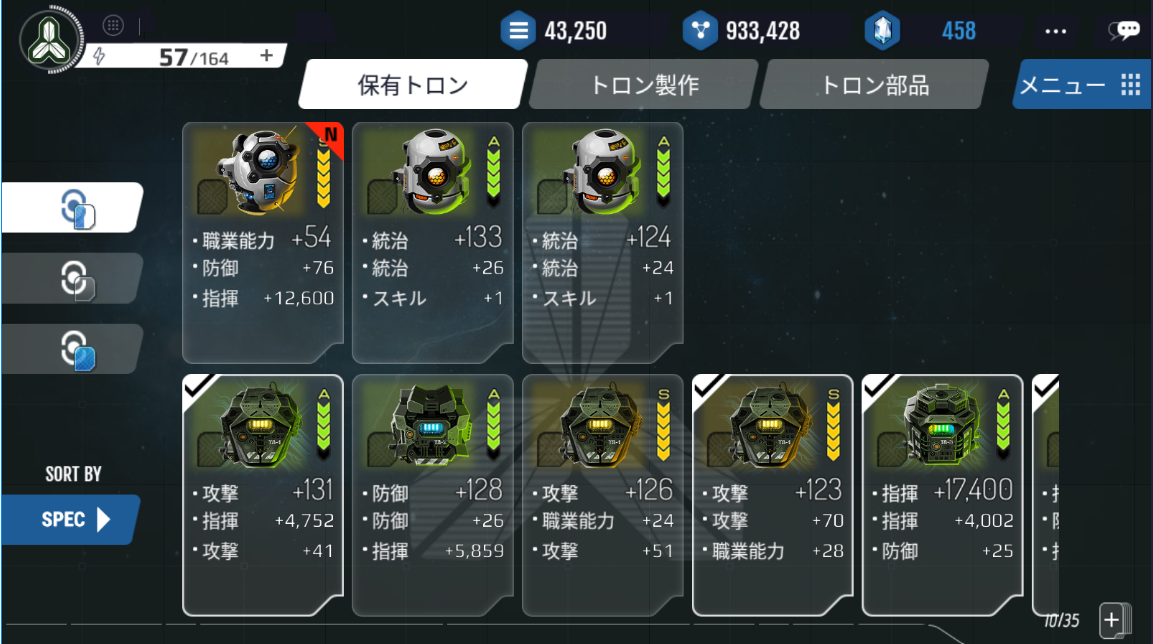 43,250
933,428
458
57/164 +
保有トロン
トロン製作
トロン部品
メニュー
N
S
・職業能力 +54
・防御 +76
・指揮 +12,600
A
・統治 +133
・統治 +26
・スキル +1
A
・統治 +124
・統治 +24
・スキル +1
A
・攻撃 +131
・指揮 +4,752
・攻撃 +41
A
・防御 +128
・防御 +26
・指揮 +5,859
S
・攻撃 +126
・職業能力 +24
・攻撃 +51
S
・攻撃 +123
・攻撃 +70
・職業能力 +28
A
・指揮 +17,400
・指揮 +4,002
・防御 +25
SORT BY
SPEC
10/35